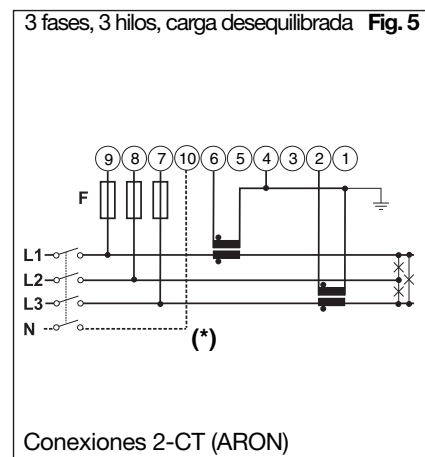 3 fases, 3 hilos, carga desequilibrada Fig. 5
9 8 7 10 6 5 4 3 2 1
F
L1
L2
L3
N
(*)
Conexiones 2-CT (ARON)